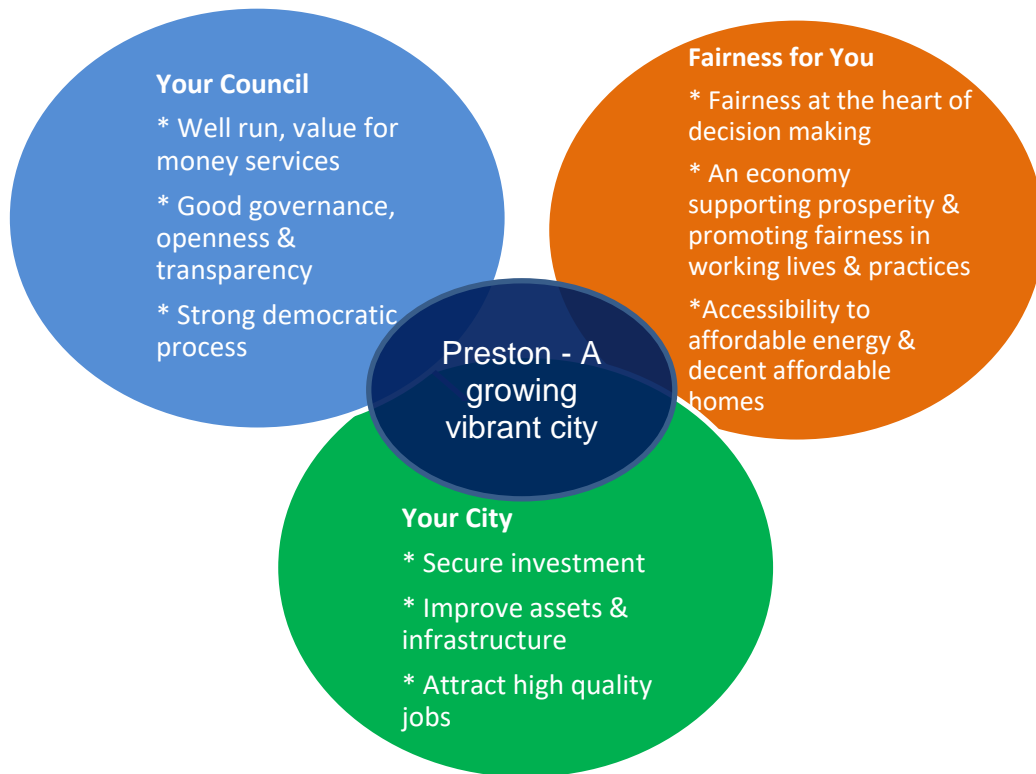 Your Council
* Well run, value for
money services
* Good governance,
openness &
transparency
* Strong democratic
process
Fairness for You
* Fairness at the heart of
decision making
* An economy
supporting prosperity &
promoting fairness in
working lives & practices
*Accessibility to
affordable energy &
decent affordable
homes
Preston - A
growing
vibrant city
Your City
* Secure investment
* Improve assets &
infrastructure
* Attract high quality
jobs